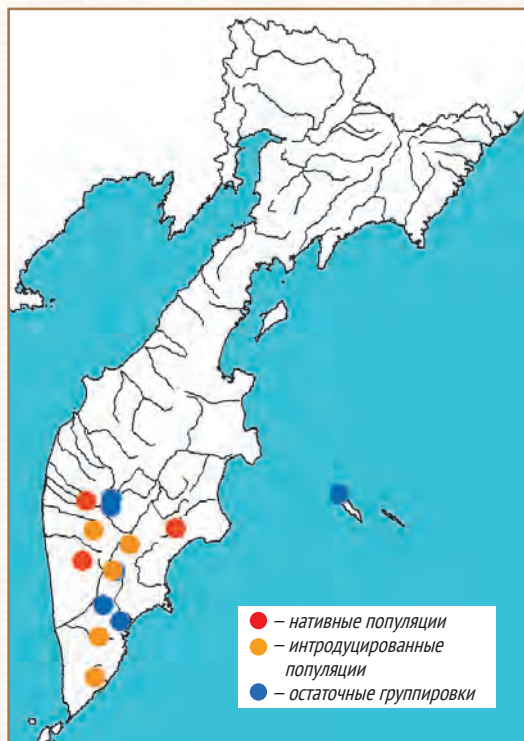 – нативные популяции
– интродуцированные
популяции
– остаточные группировки